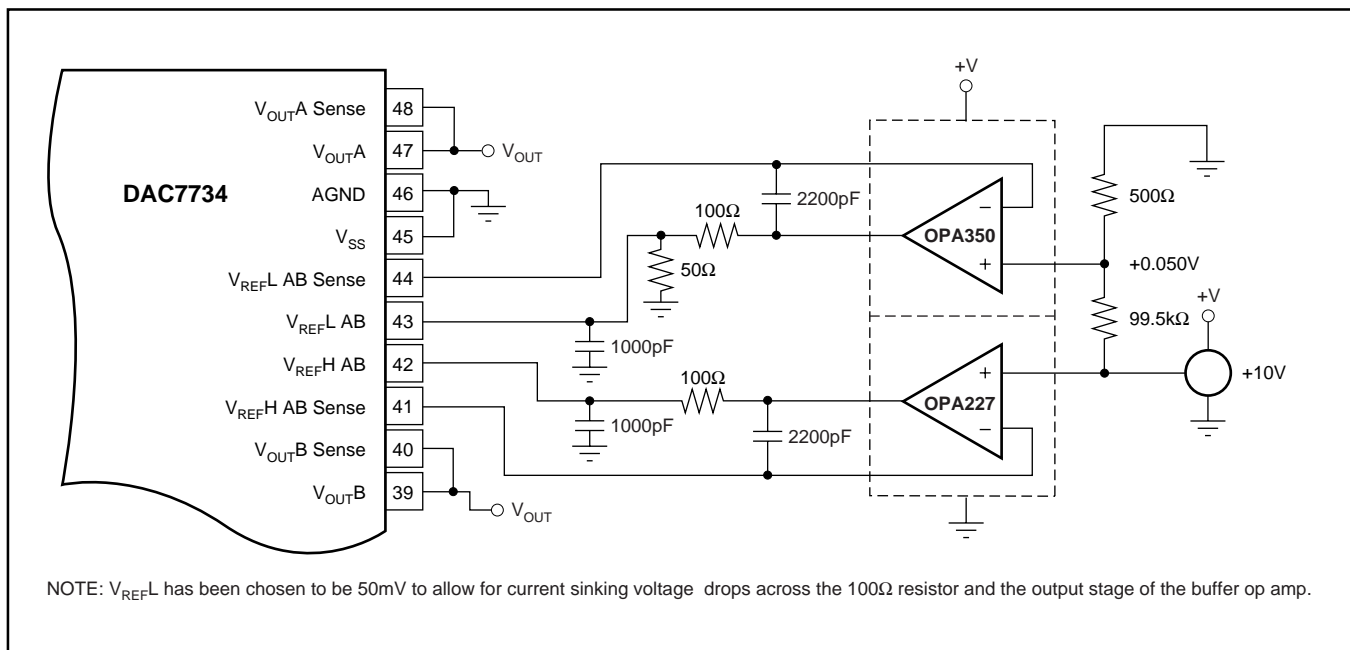 DAC7734
V_OUT A Sense 48
V_OUT A 47
V_OUT
AGND 46
V_SS 45
V_REF L AB Sense 44
V_REF L AB 43
V_REF H AB 42
V_REF H AB Sense 41
V_OUT B Sense 40
V_OUT B 39
V_OUT
1000pF
50Ω
100Ω
2200pF
1000pF
100Ω
2200pF
+V
−
OPA350
+
+
OPA227
−
500Ω
+0.050V
99.5kΩ
+V
+10V
NOTE: V_REF L has been chosen to be 50mV to allow for current sinking voltage drops across the 100Ω resistor and the output stage of the buffer op amp.